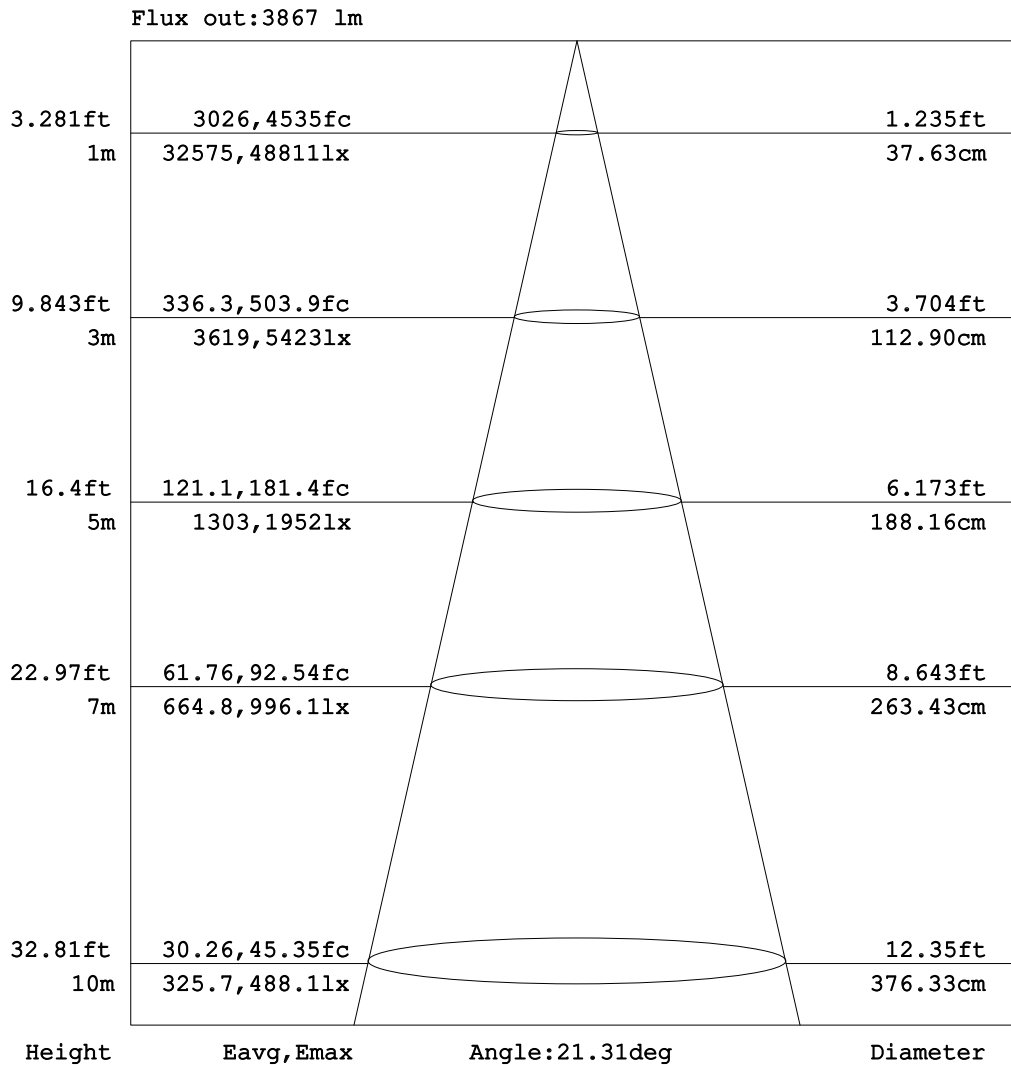 Flux out:3867 lm
3.281ft 3026,4535fc 1.235ft
1m 32575,48811lx 37.63cm
9.843ft 336.3,503.9fc 3.704ft
3m 3619,5423lx 112.90cm
16.4ft 121.1,181.4fc 6.173ft
5m 1303,1952lx 188.16cm
22.97ft 61.76,92.54fc 8.643ft
7m 664.8,996.1lx 263.43cm
32.81ft 30.26,45.35fc 12.35ft
10m 325.7,488.1lx 376.33cm
Height Eavg,Emax Angle:21.31deg Diameter